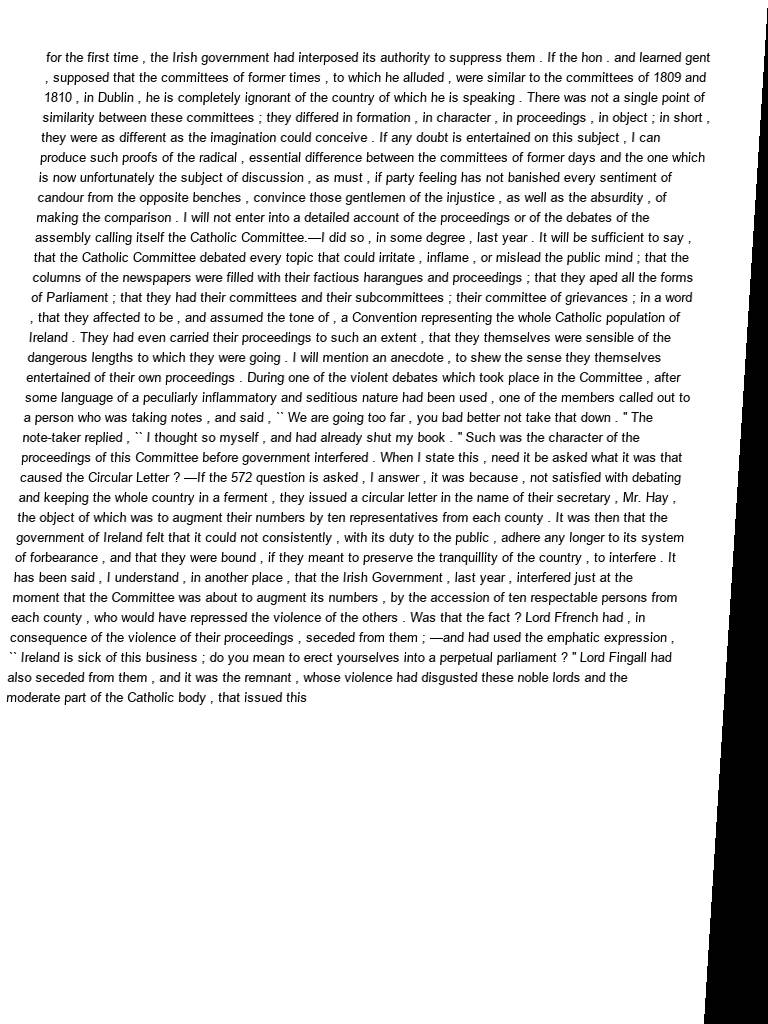 for the first time , the Irish government had interposed its authority to suppress them . If the hon . and learned gent
, supposed that the committees of former times , to which he alluded , were similar to the committees of 1809 and
1810 , in Dublin , he is completely ignorant of the country of which he is speaking . There was not a single point of
similarity between these committees ; they differed in formation , in character , in proceedings , in object ; in short ,
they were as different as the imagination could conceive . If any doubt is entertained on this subject , I can
produce such proofs of the radical , essential difference between the committees of former days and the one which
is now unfortunately the subject of discussion , as must , if party feeling has not banished every sentiment of
candour from the opposite benches , convince those gentlemen of the injustice , as well as the absurdity , of
making the comparison . I will not enter into a detailed account of the proceedings or of the debates of the
assembly calling itself the Catholic Committee.—I did so , in some degree , last year . It will be sufficient to say ,
that the Catholic Committee debated every topic that could irritate , inflame , or mislead the public mind ; that the
columns of the newspapers were filled with their factious harangues and proceedings ; that they aped all the forms
of Parliament ; that they had their committees and their subcommittees ; their committee of grievances ; in a word
, that they affected to be , and assumed the tone of , a Convention representing the whole Catholic population of
Ireland . They had even carried their proceedings to such an extent , that they themselves were sensible of the
dangerous lengths to which they were going . I will mention an anecdote , to shew the sense they themselves
entertained of their own proceedings . During one of the violent debates which took place in the Committee , after
some language of a peculiarly inflammatory and seditious nature had been used , one of the members called out to
a person who was taking notes , and said , `` We are going too far , you bad better not take that down . " The
note-taker replied , `` I thought so myself , and had already shut my book . " Such was the character of the
proceedings of this Committee before government interfered . When I state this , need it be asked what it was that
caused the Circular Letter ? —If the 572 question is asked , I answer , it was because , not satisfied with debating
and keeping the whole country in a ferment , they issued a circular letter in the name of their secretary , Mr. Hay ,
the object of which was to augment their numbers by ten representatives from each county . It was then that the
government of Ireland felt that it could not consistently , with its duty to the public , adhere any longer to its system
of forbearance , and that they were bound , if they meant to preserve the tranquillity of the country , to interfere . It
has been said , I understand , in another place , that the Irish Government , last year , interfered just at the
moment that the Committee was about to augment its numbers , by the accession of ten respectable persons from
each county , who would have repressed the violence of the others . Was that the fact ? Lord Ffrench had , in
consequence of the violence of their proceedings , seceded from them ; —and had used the emphatic expression ,
`` Ireland is sick of this business ; do you mean to erect yourselves into a perpetual parliament ? " Lord Fingall had
also seceded from them , and it was the remnant , whose violence had disgusted these noble lords and the
moderate part of the Catholic body , that issued this